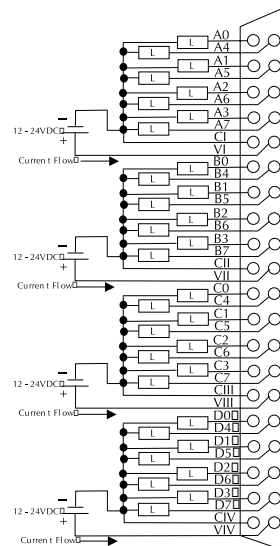 L A0
L A4
L A1
L A5
L A2
L A6
L A3
− L A7
12-24VDC CI
+ VI
Current Flow
L B0
L B4
L B1
L B5
L B2
L B6
L B3
− L B7
12-24VDC CII
+ VII
Current Flow
L C0
L C4
L C1
L C5
L C2
L C6
L C3
− L C7
12-24VDC CIII
+ VIII
Current Flow
L D0
L D4
L D1
L D5
L D2
L D6
L D3
− L D7
12-24VDC CIV
+ VIV
Current Flow